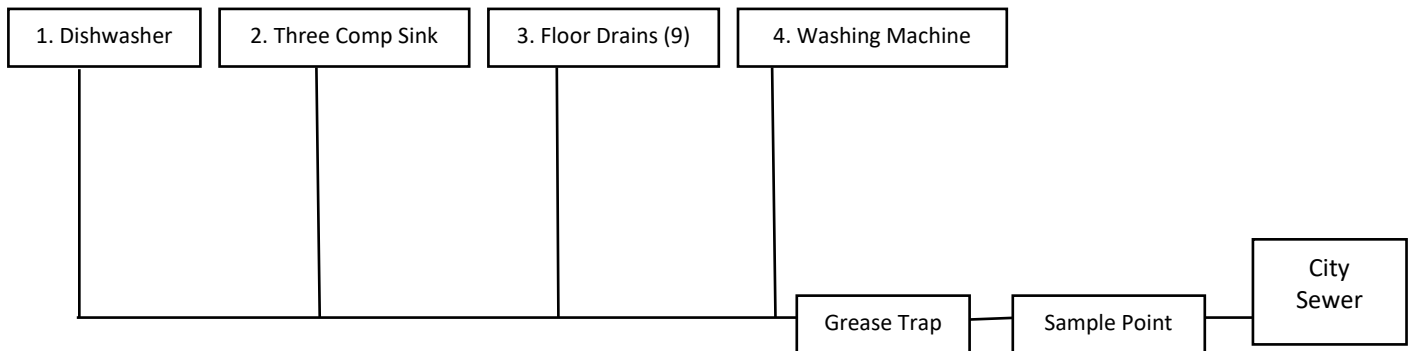 1. Dishwasher
2. Three Comp Sink
3. Floor Drains (9)
4. Washing Machine
City
Sewer
Grease Trap
Sample Point